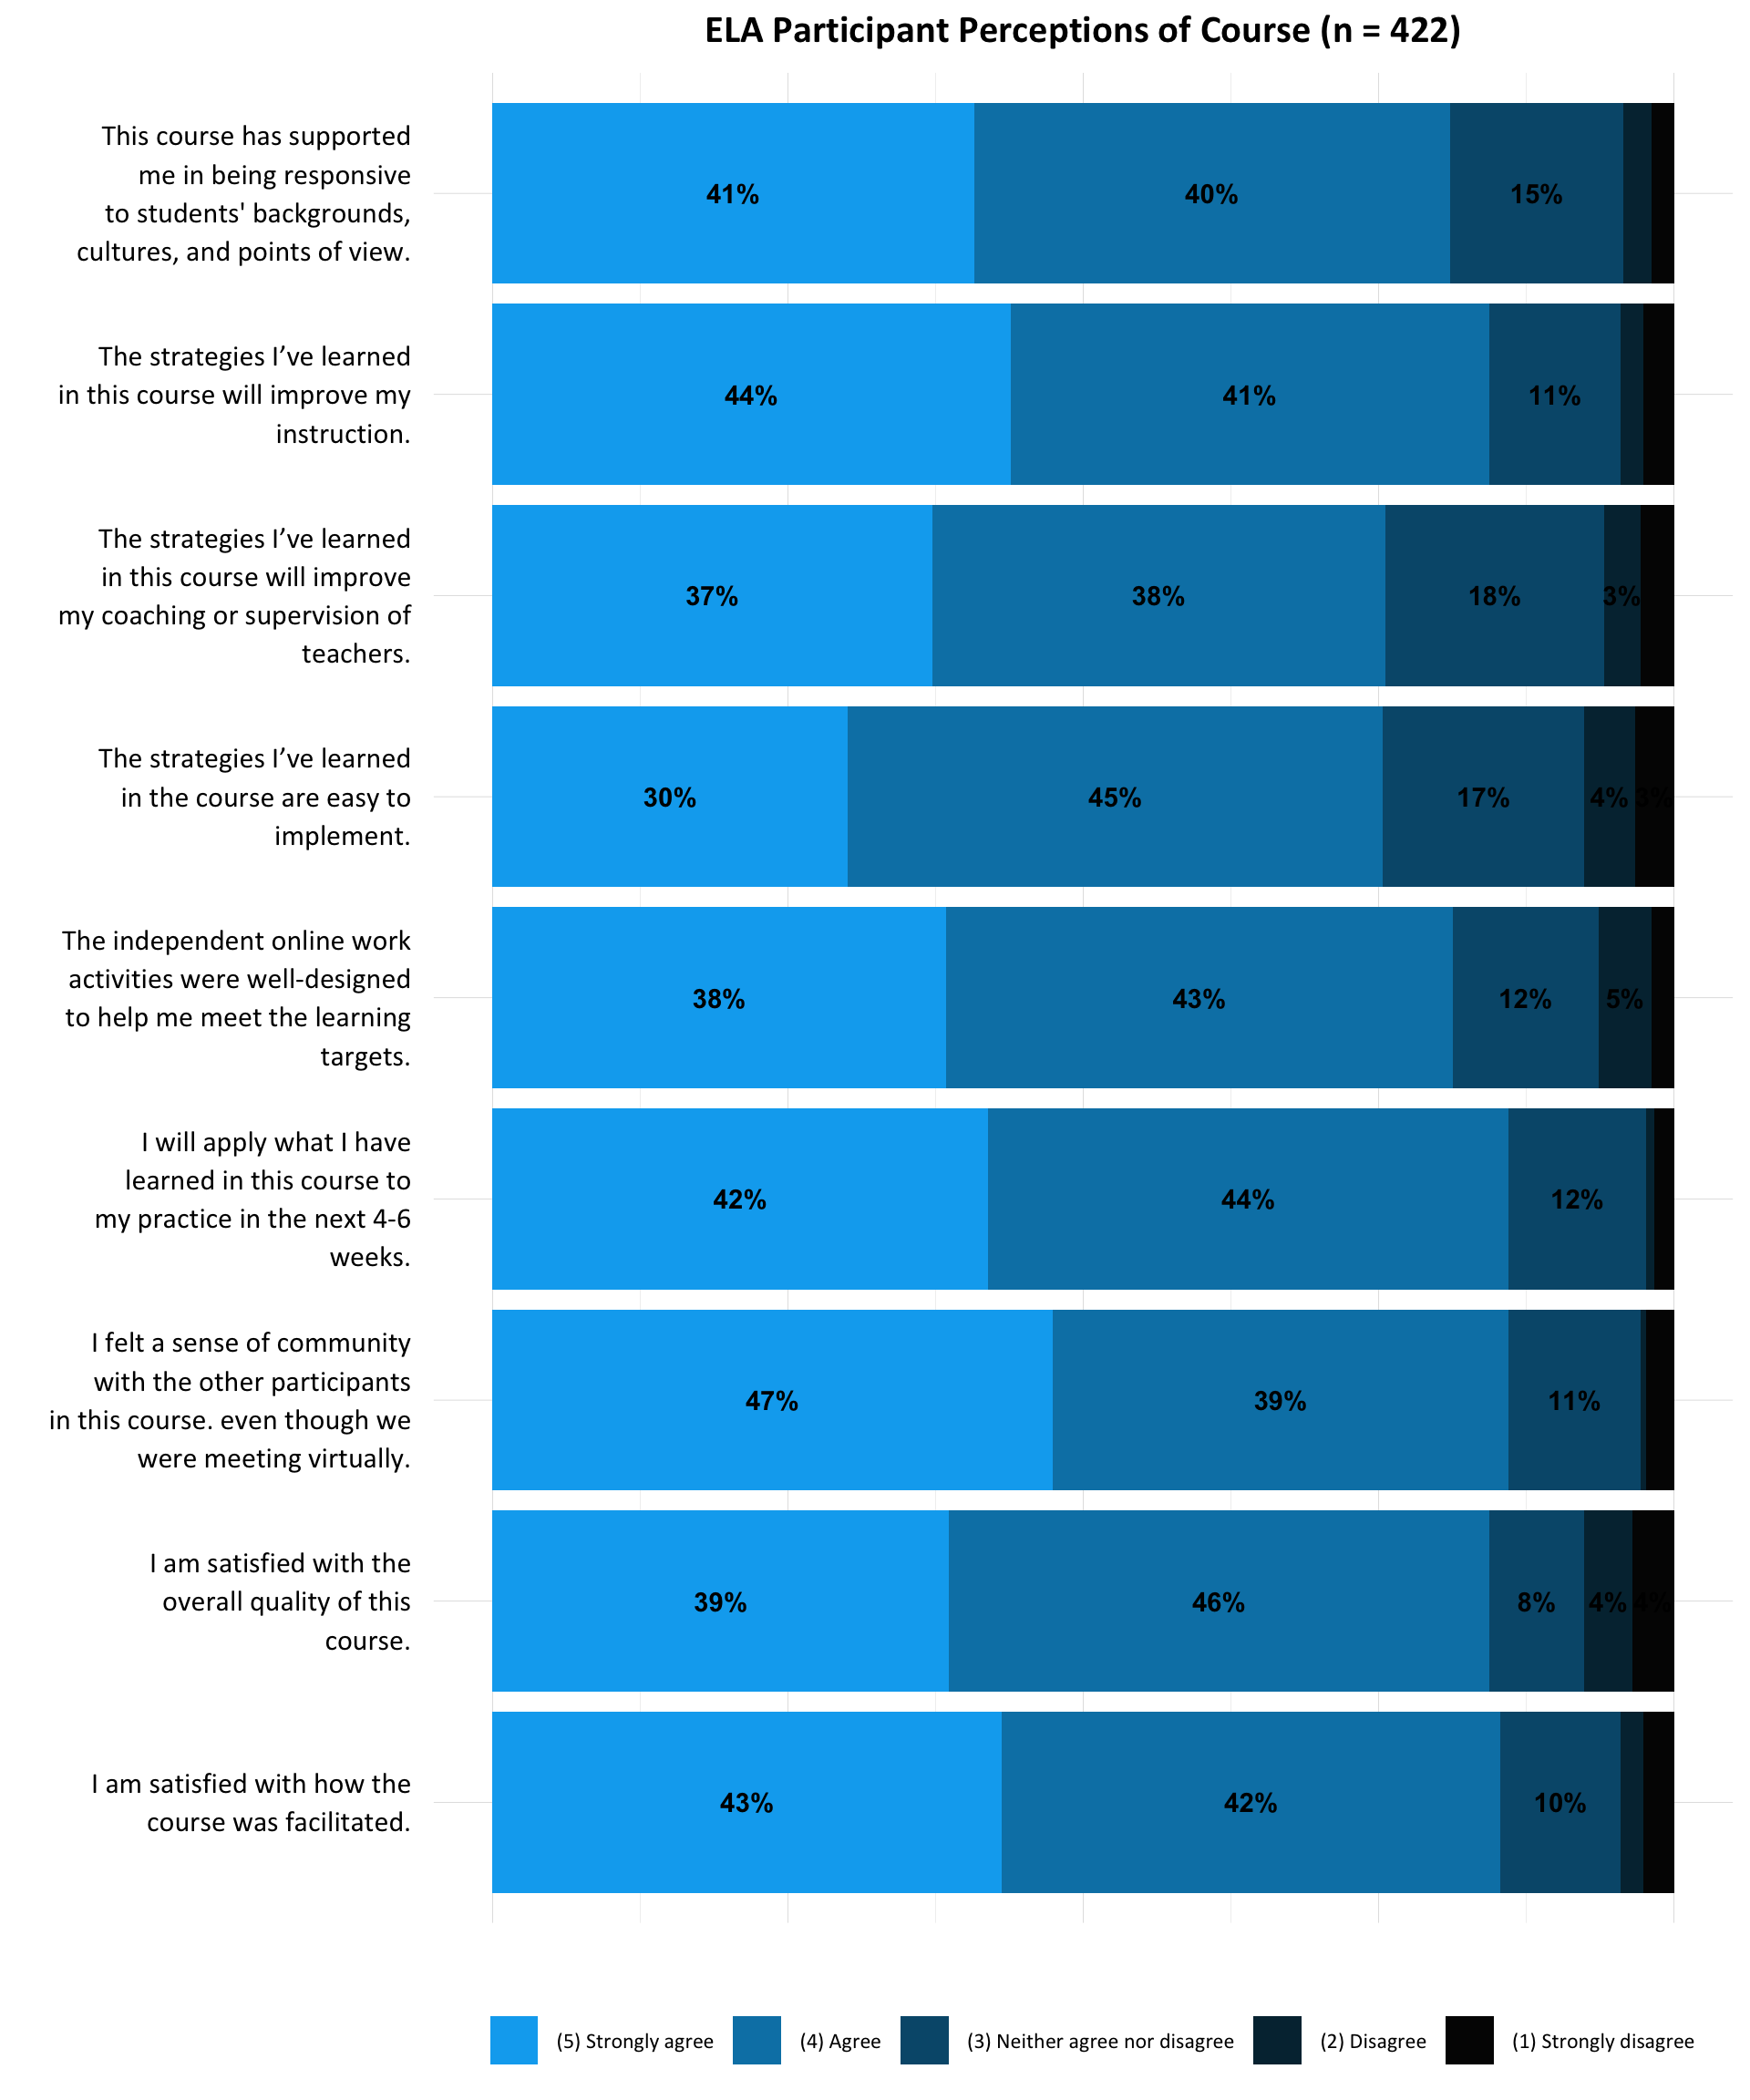 ELA Participant Perceptions of Course (n = 422)
This course has supported
me in being responsive
to students' backgrounds,
cultures, and points of view.
41% 40% 15%
The strategies I’ve learned
in this course will improve my
instruction.
44% 41% 11%
The strategies I’ve learned
in this course will improve
my coaching or supervision of
teachers.
37% 38% 18% 3%
The strategies I’ve learned
in the course are easy to
implement.
30% 45% 17% 4% 3%
The independent online work
activities were well-designed
to help me meet the learning
targets.
38% 43% 12% 5%
I will apply what I have
learned in this course to
my practice in the next 4-6
weeks.
42% 44% 12%
I felt a sense of community
with the other participants
in this course. even though we
were meeting virtually.
47% 39% 11%
I am satisfied with the
overall quality of this
course.
39% 46% 8% 4% 4%
I am satisfied with how the
course was facilitated.
43% 42% 10%
(5) Strongly agree (4) Agree (3) Neither agree nor disagree (2) Disagree (1) Strongly disagree